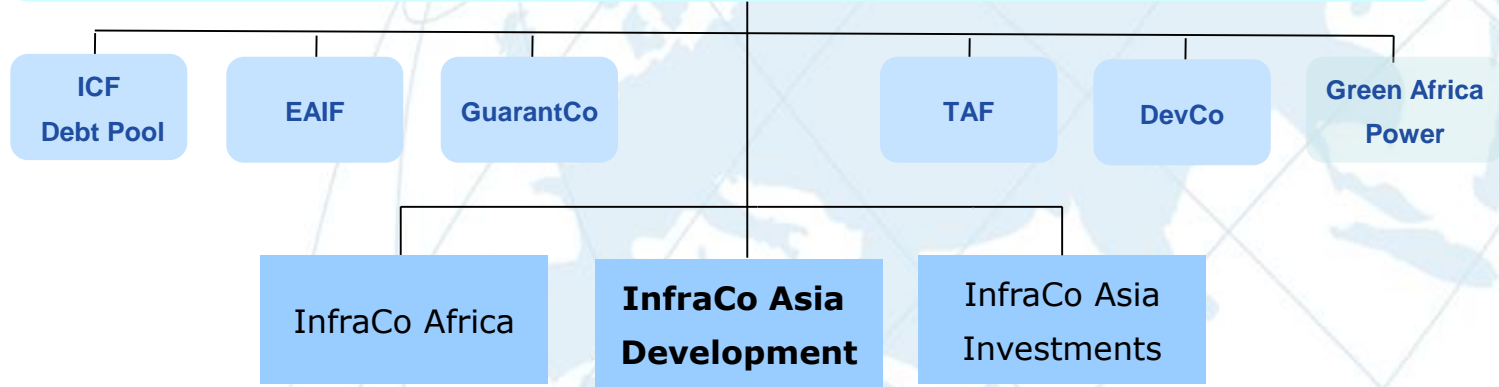 ICF
Debt Pool
EAIF
GuarantCo
TAF
DevCo
Green Africa
Power
InfraCo Africa
InfraCo Asia
Development
InfraCo Asia
Investments